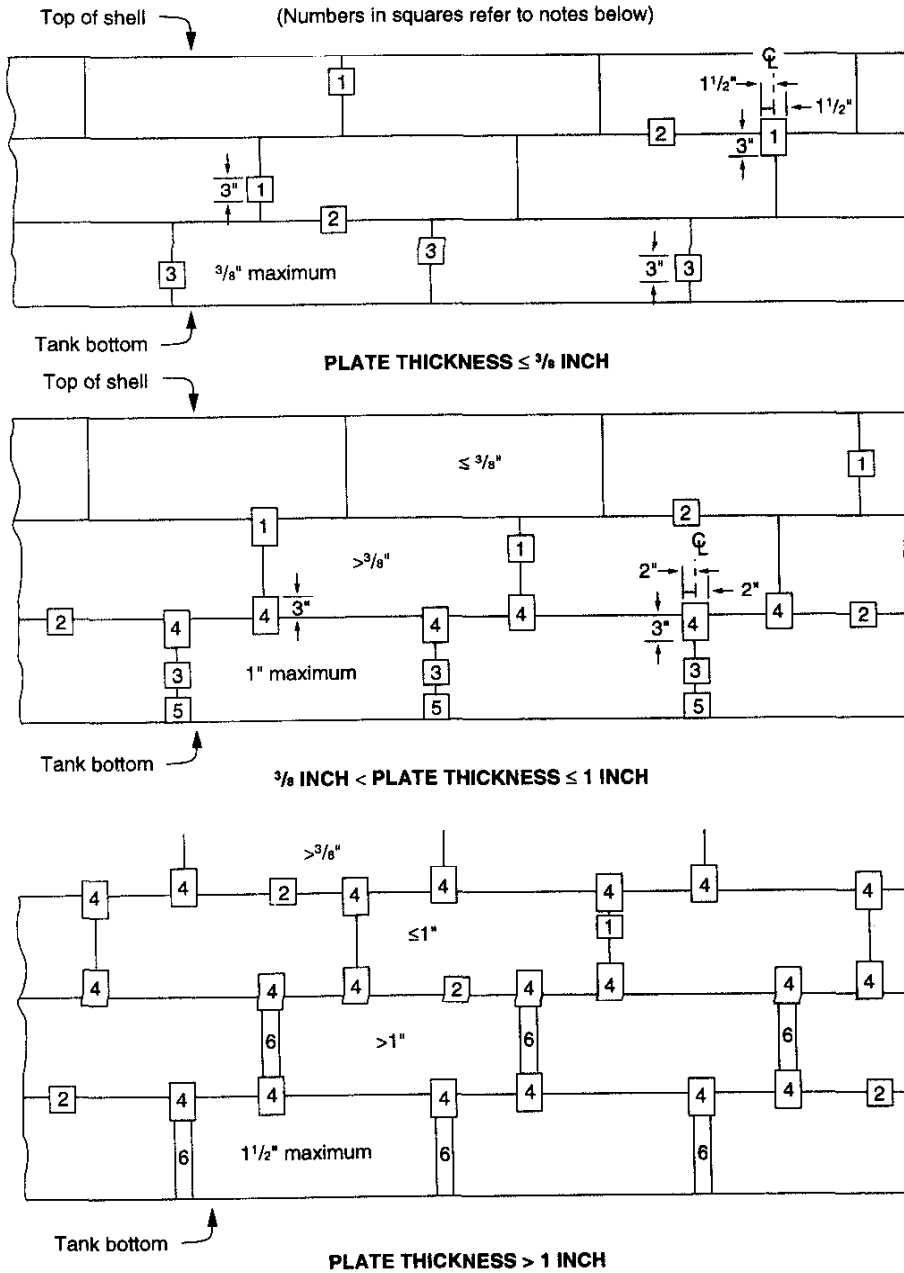 Top of shell
(Numbers in squares refer to notes below)
℄
1
1½" 1½"
2 3" 1
3" 1
2
3 3/8" maximum 3 3" 3
Tank bottom
PLATE THICKNESS ≤ 3/8 INCH
Top of shell
≤ 3/8" 1
1 2
>3/8" 1 ℄
2" 2"
2 4 4 3" 4 4 3" 4 4 2
1" maximum
3 3 3
5 5 5
Tank bottom
3/8 INCH < PLATE THICKNESS ≤ 1 INCH
>3/8"
4 4 2 4 4 4 4 4
≤1" 1
4 4 4 2 4 4 4 4
6 >1" 6 6
2 4 4 4 4 4 4 2
6 1½" maximum 6 6
Tank bottom
PLATE THICKNESS > 1 INCH